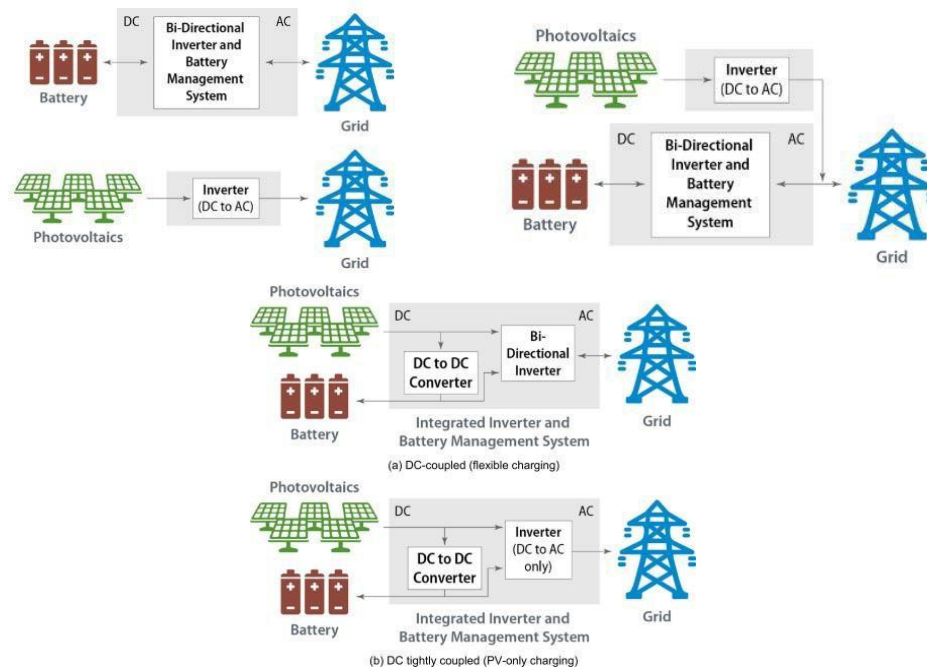 DC
AC
Bi-Directional
Inverter and
Battery
Management
System
Battery
Grid
Inverter
(DC to AC)
Photovoltaics
Grid
Photovoltaics
Inverter
(DC to AC)
DC
AC
Bi-Directional
Inverter and
Battery
Management
System
Battery
Grid
Photovoltaics
DC
AC
Bi-
Directional
Inverter
DC to DC
Converter
Battery
Integrated Inverter and
Battery Management System
Grid
(a) DC-coupled (flexible charging)
Photovoltaics
DC
AC
Inverter
(DC to AC
only)
DC to DC
Converter
Battery
Integrated Inverter and
Battery Management System
Grid
(b) DC tightly coupled (PV-only charging)